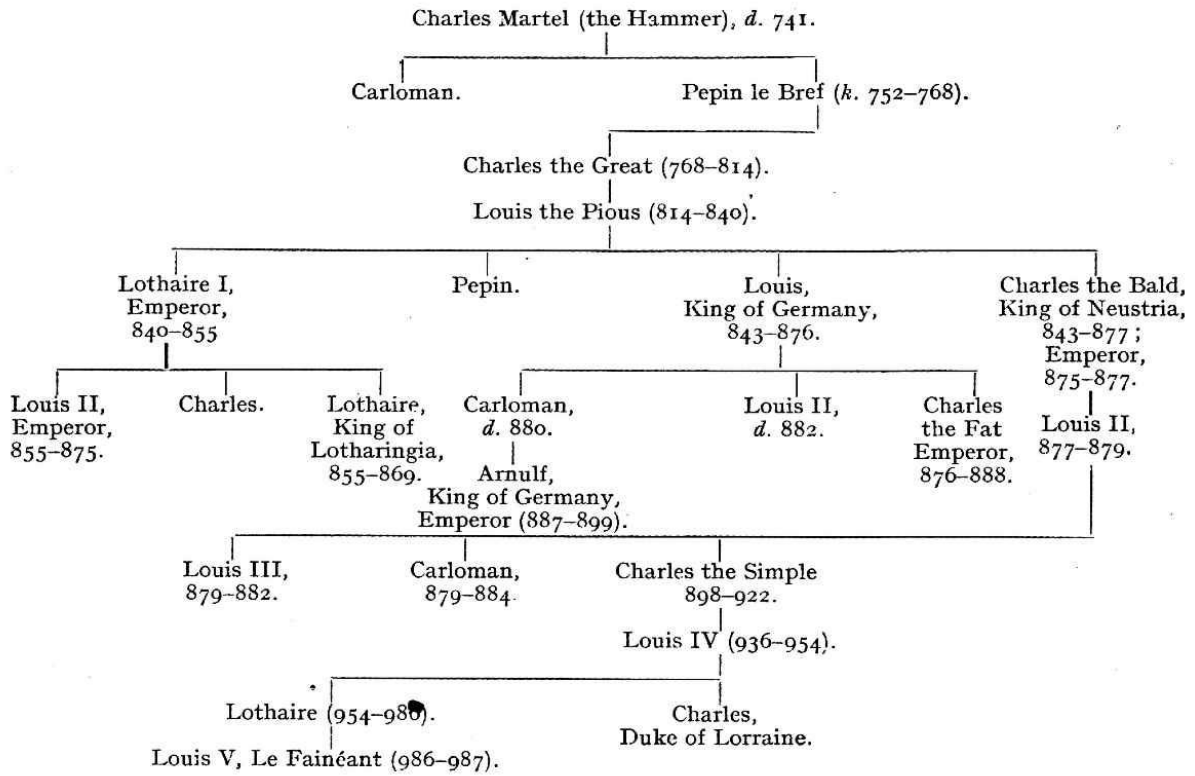 Charles Martel (the Hammer), d. 741.
Carloman.
Pepin le Bref (k. 752–768).
Charles the Great (768–814).
Louis the Pious (814–840).
Lothaire I,
Emperor,
840–855
Pepin.
Louis,
King of Germany,
843–876.
Charles the Bald,
King of Neustria,
843–877 ;
Emperor,
875–877.
Louis II,
Emperor,
855–875.
Charles.
Lothaire,
King of
Lotharingia,
855–869.
Carloman,
d. 880.
Arnulf,
King of Germany,
Emperor (887–899).
Louis II,
d. 882.
Charles
the Fat
Emperor,
876–888.
Louis II,
877–879.
Louis III,
879–882.
Carloman,
879–884.
Charles the Simple
898–922.
Louis IV (936–954).
Lothaire (954–986).
Charles,
Duke of Lorraine.
Louis V, Le Fainéant (986–987).